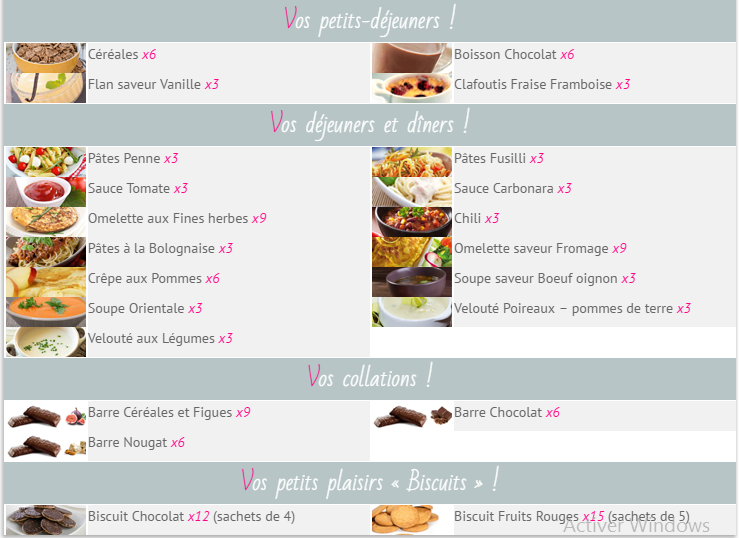 Vos petits-déjeuners !
Céréales x6 Boisson Chocolat x6
Flan saveur Vanille x3 Clafoutis Fraise Framboise x3
Vos déjeuners et dîners !
Pâtes Penne x3 Pâtes Fusilli x3
Sauce Tomate x3 Sauce Carbonara x3
Omelette aux Fines herbes x9 Chili x3
Pâtes à la Bolognaise x3 Omelette saveur Fromage x9
Crêpe aux Pommes x6 Soupe saveur Boeuf oignon x3
Soupe Orientale x3 Velouté Poireaux – pommes de terre x3
Velouté aux Légumes x3
Vos collations !
Barre Céréales et Figues x9 Barre Chocolat x6
Barre Nougat x6
Vos petits plaisirs « Biscuits » !
Biscuit Chocolat x12 (sachets de 4) Biscuit Fruits Rouges x15 (sachets de 5)
Activer Windows